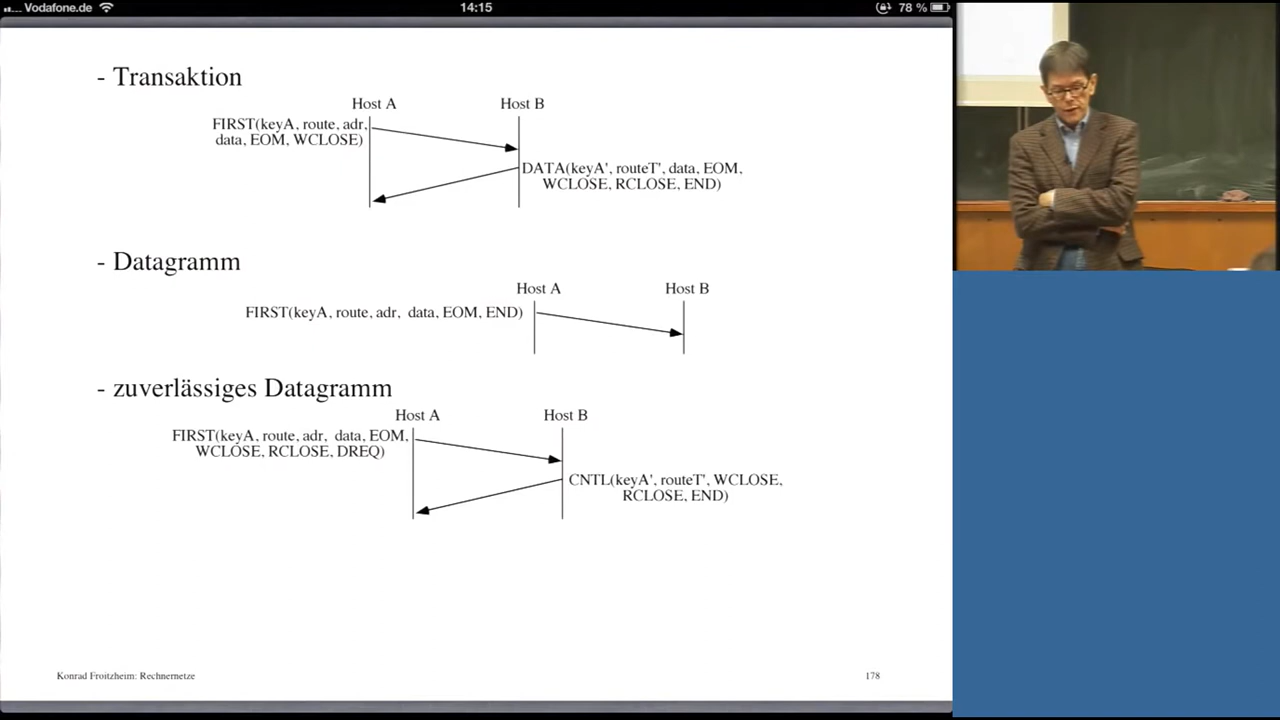 Vodafone.de 14:15 78 %
- Transaktion
Host A Host B
FIRST(keyA, route, adr,
data, EOM, WCLOSE)
DATA(keyA', routeT', data, EOM,
WCLOSE, RCLOSE, END)
- Datagramm
Host A Host B
FIRST(keyA, route, adr, data, EOM, END)
- zuverlässiges Datagramm
Host A Host B
FIRST(keyA, route, adr, data, EOM,
WCLOSE, RCLOSE, DREQ)
CNTL(keyA', routeT', WCLOSE,
RCLOSE, END)
Konrad Froitzheim: Rechnernetze 178